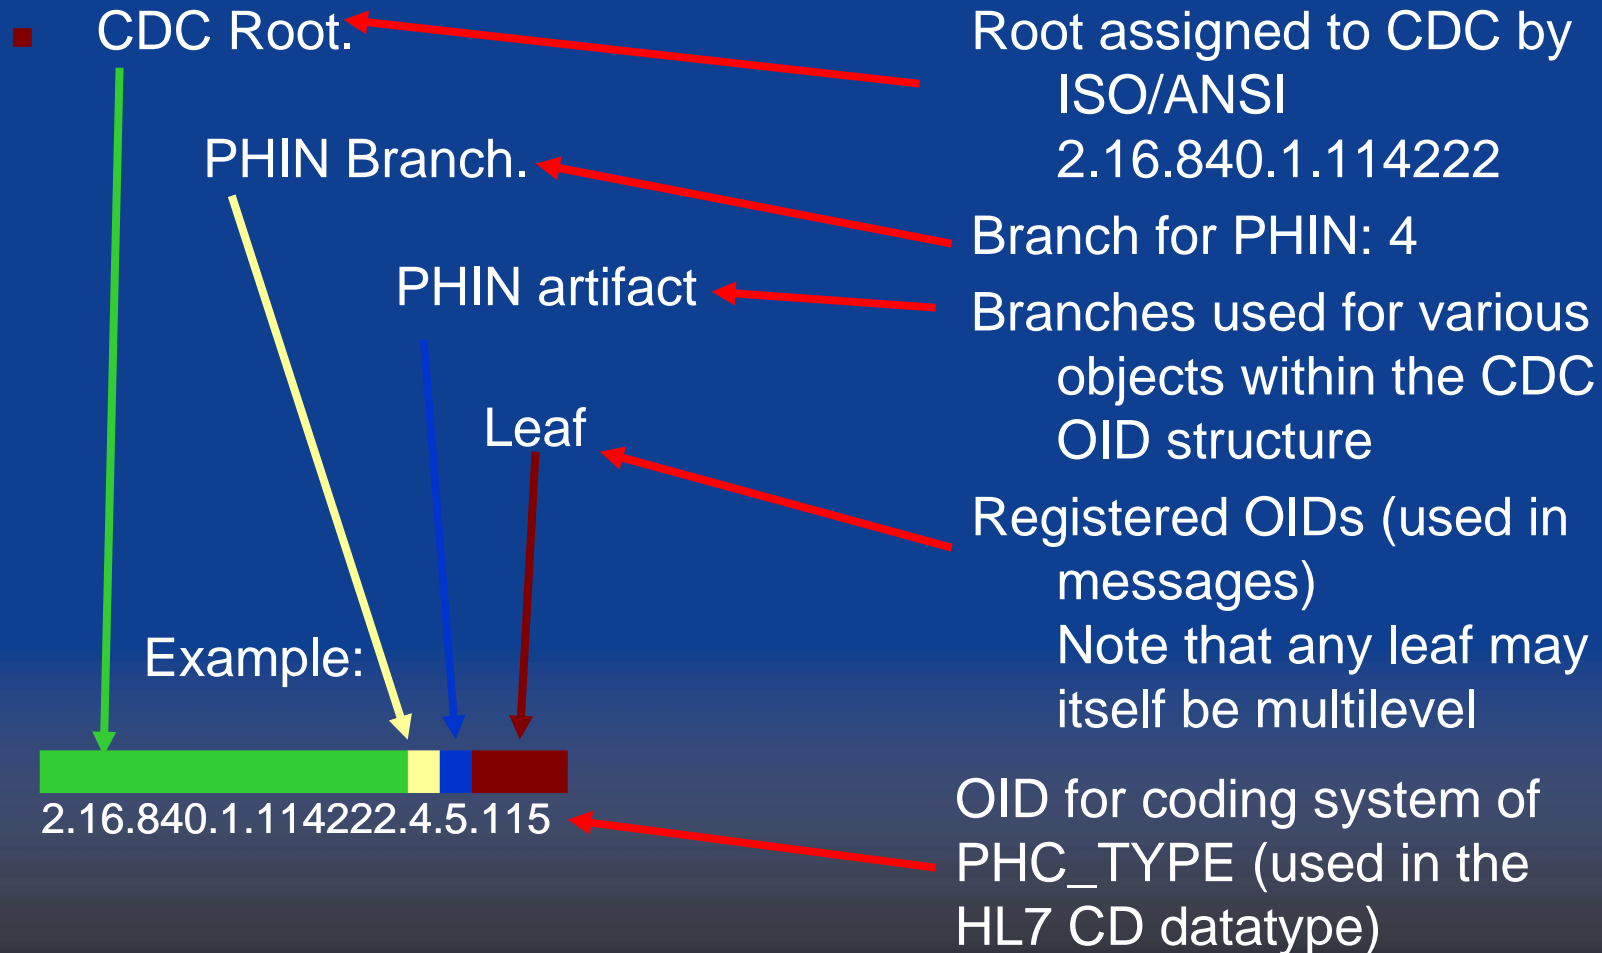 CDC Root.
PHIN Branch.
PHIN artifact
Leaf
Example:
2.16.840.1.114222.4.5.115
Root assigned to CDC by
ISO/ANSI
2.16.840.1.114222
Branch for PHIN: 4
Branches used for various
objects within the CDC
OID structure
Registered OIDs (used in
messages)
Note that any leaf may
itself be multilevel
OID for coding system of
PHC_TYPE (used in the
HL7 CD datatype)